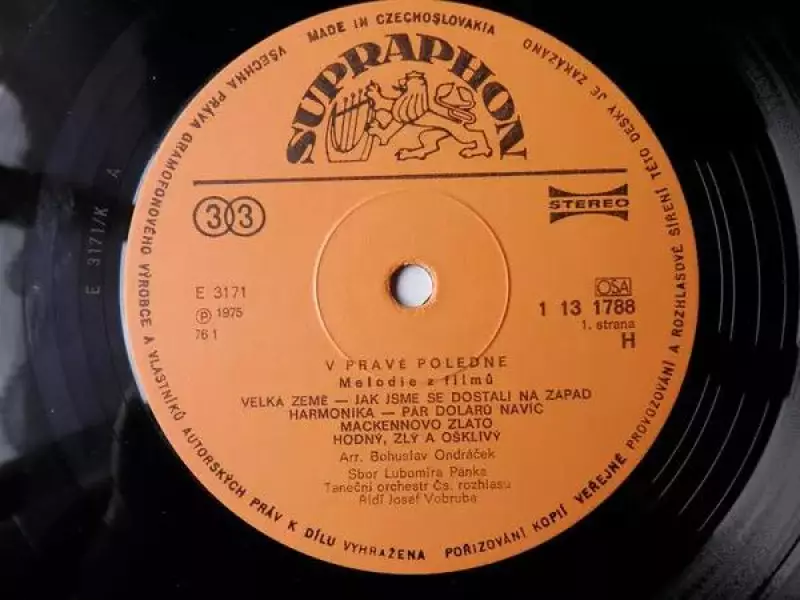 MADE IN CZECHOSLOVAKIA
SUPRAPHON
33
STEREO
E 3171/K A
E 3171
Ⓟ 1975
76 1
OSA
1 13 1788
1. strana
H
V PRAVÉ POLEDNE
Melodie z filmů
VELKÁ ZEMĚ — JAK JSME SE DOSTALI NA ZÁPAD
HARMONIKA — PÁR DOLARŮ NAVÍC
MACKENNOVO ZLATO
HODNÝ, ZLÝ A OŠKLIVÝ
Arr. Bohuslav Ondráček
Sbor Lubomíra Pánka
Taneční orchestr Čs. rozhlasu
Řídí Josef Vobruba
VŠECHNA PRÁVA GRAMOFONOVÉHO VÝROBCE A VLASTNÍKŮ AUTORSKÝCH PRÁV K DÍLU VYHRAŽENA
POŘIZOVÁNÍ KOPIÍ VEŘEJNÉ PROVOZOVÁNÍ A ROZHLASOVÉ ŠÍŘENÍ TÉTO DESKY JE ZAKÁZÁNO